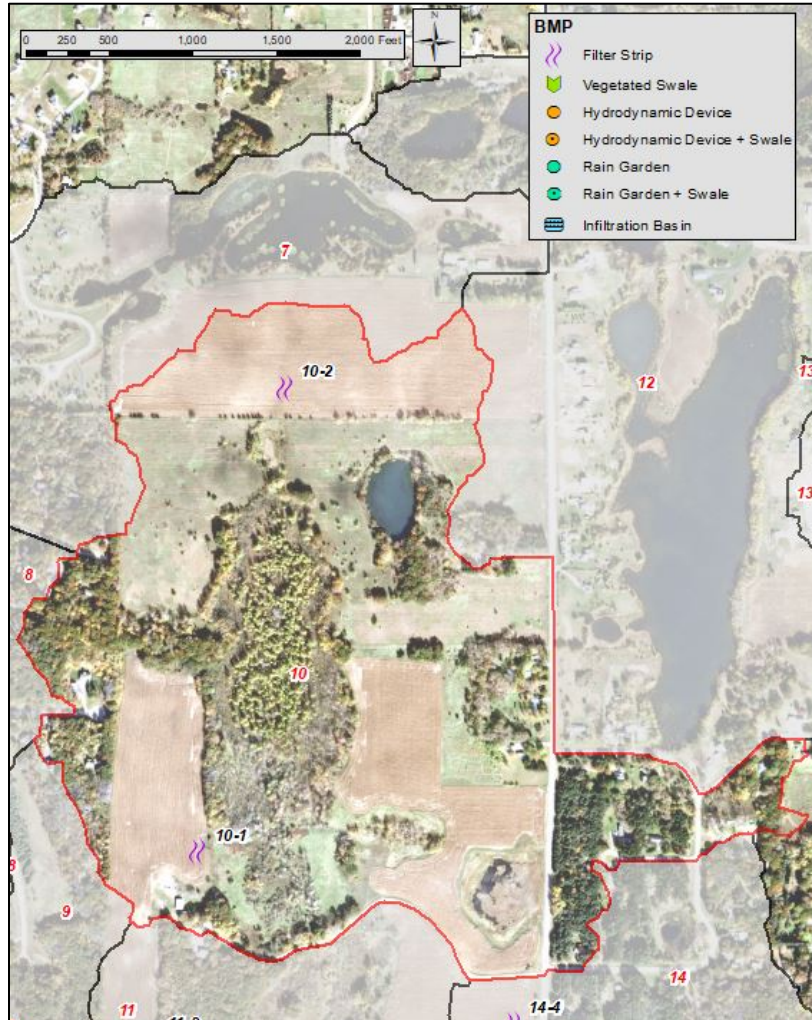 N
0 250 500 1,000 1,500 2,000 Feet
BMP
Filter Strip
Vegetated Swale
Hydrodynamic Device
Hydrodynamic Device + Swale
Rain Garden
Rain Garden + Swale
Infiltration Basin
7
10-2
12
13
13
8
10
10-1
8
9
11
14
14-4